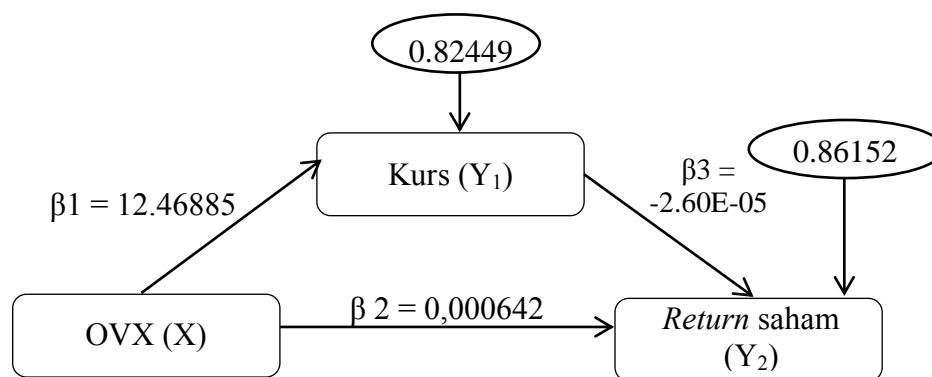 0.82449
Kurs (Y₁)
0.86152
β3 =
-2.60E-05
β1 = 12.46885
β 2 = 0,000642
OVX (X)
Return saham
(Y₂)